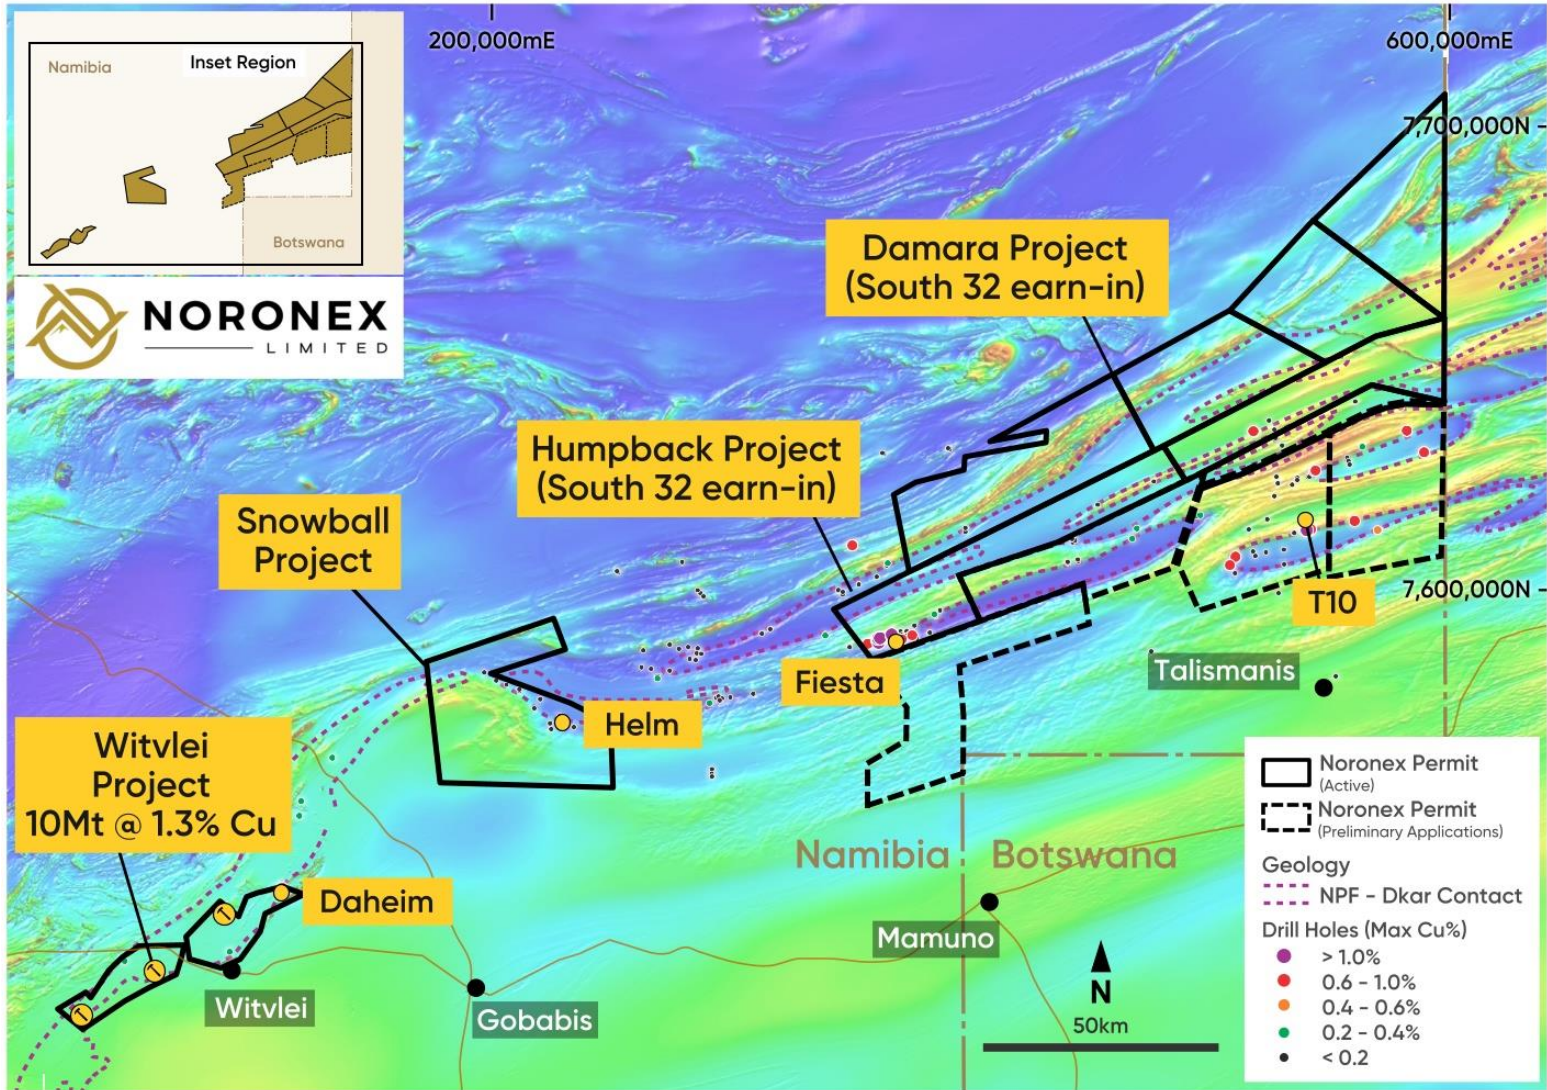 200,000mE
600,000mE
Namibia
Inset Region
Botswana
NORONEX
LIMITED
7,700,000N
Damara Project
(South 32 earn-in)
Humpback Project
(South 32 earn-in)
Snowball
Project
7,600,000N
T10
Fiesta
Talismanis
Helm
Witvlei
Project
10Mt @ 1.3% Cu
Daheim
Namibia
Botswana
Mamuno
Witvlei
Gobabis
N
50km
Noronex Permit
(Active)
Noronex Permit
(Preliminary Applications)
Geology
NPF - Dkar Contact
Drill Holes (Max Cu%)
> 1.0%
0.6 - 1.0%
0.4 - 0.6%
0.2 - 0.4%
< 0.2